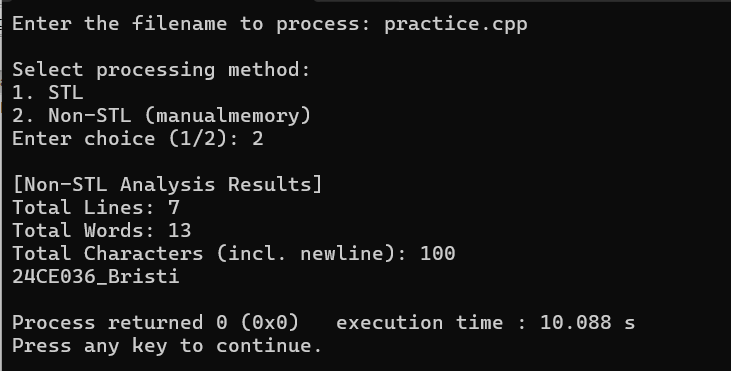 Enter the filename to process: practice.cpp
Select processing method:
1. STL
2. Non-STL (manualmemory)
Enter choice (1/2): 2
[Non-STL Analysis Results]
Total Lines: 7
Total Words: 13
Total Characters (incl. newline): 100
24CE036_Bristi
Process returned 0 (0x0)   execution time : 10.088 s
Press any key to continue.